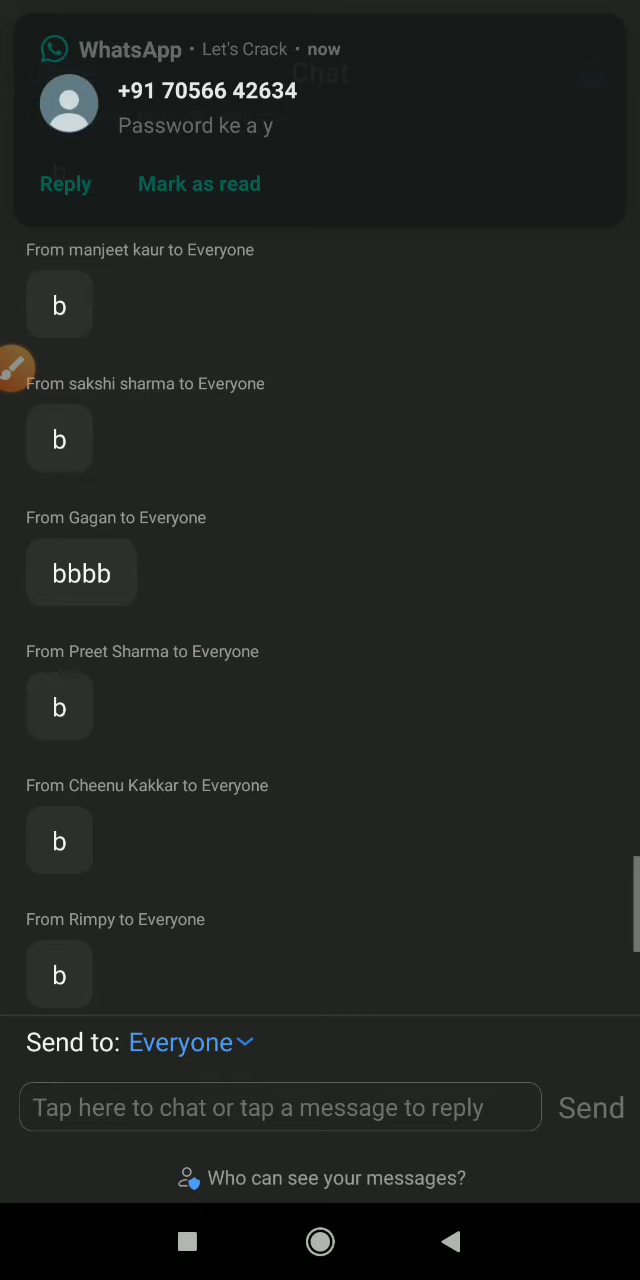 WhatsApp • Let's Crack • now
Chat
+91 70566 42634
Password ke a y
b
Reply Mark as read
From manjeet kaur to Everyone
b
From sakshi sharma to Everyone
b
From Gagan to Everyone
bbbb
From Preet Sharma to Everyone
b
From Cheenu Kakkar to Everyone
b
From Rimpy to Everyone
b
Send to: Everyone
Tap here to chat or tap a message to reply
Send
Who can see your messages?